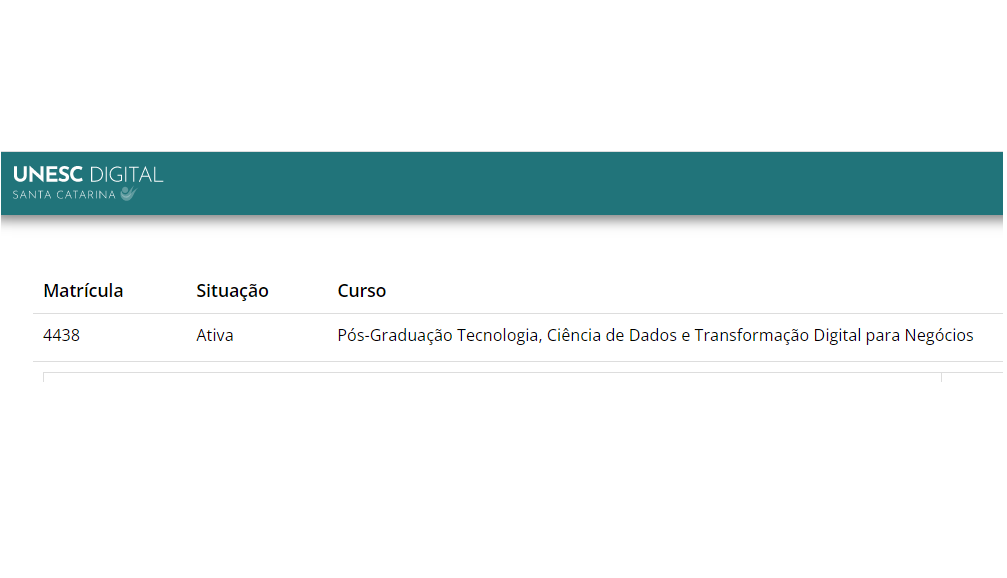 UNESC DIGITAL
SANTA CATARINA
Matrícula Situação Curso
4438 Ativa Pós-Graduação Tecnologia, Ciência de Dados e Transformação Digital para Negócios